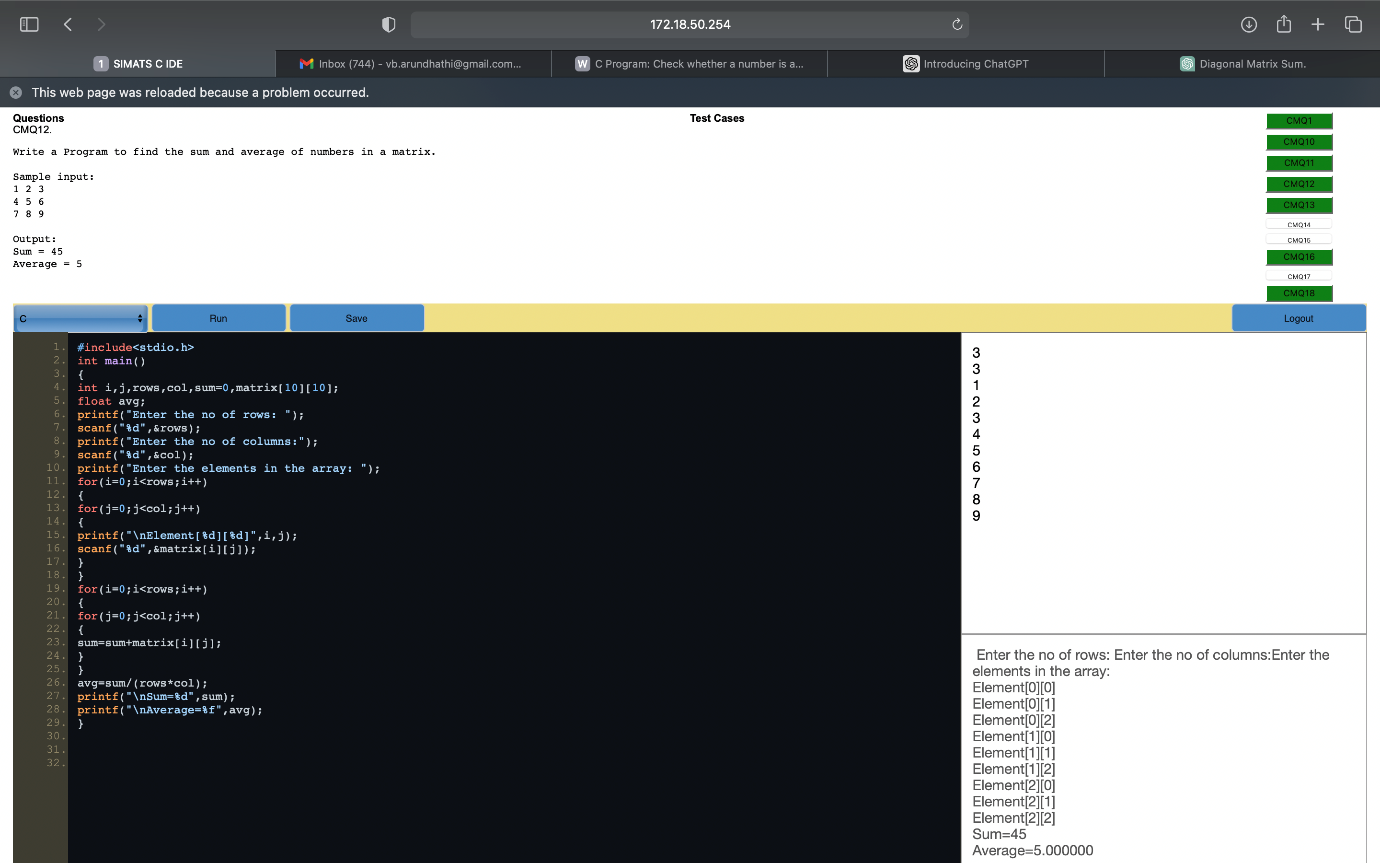 172.18.50.254
1 SIMATS C IDE
Inbox (744) - vb.arundhathi@gmail.com...
W C Program: Check whether a number is a...
Introducing ChatGPT
Diagonal Matrix Sum.
This web page was reloaded because a problem occurred.
Questions
CMQ12.
Write a Program to find the sum and average of numbers in a matrix.
Sample input:
1 2 3
4 5 6
7 8 9
Output:
Sum = 45
Average = 5
Test Cases
CMQ1
CMQ10
CMQ11
CMQ12
CMQ13
CMQ14
CMQ15
CMQ16
CMQ17
CMQ18
C
Run
Save
Logout
1. #include<stdio.h>
2. int main()
3. {
4. int i,j,rows,col,sum=0,matrix[10][10];
5. float avg;
6. printf("Enter the no of rows: ");
7. scanf("%d",&rows);
8. printf("Enter the no of columns:");
9. scanf("%d",&col);
10. printf("Enter the elements in the array: ");
11. for(i=0;i<rows;i++)
12. {
13. for(j=0;j<col;j++)
14. {
15. printf("\nElement[%d][%d]",i,j);
16. scanf("%d",&matrix[i][j]);
17. }
18. }
19. for(i=0;i<rows;i++)
20. {
21. for(j=0;j<col;j++)
22. {
23. sum=sum+matrix[i][j];
24. }
25. }
26. avg=sum/(rows*col);
27. printf("\nSum=%d",sum);
28. printf("\nAverage=%f",avg);
29. }
30.
31.
32.
3
3
1
2
3
4
5
6
7
8
9
Enter the no of rows: Enter the no of columns:Enter the
elements in the array:
Element[0][0]
Element[0][1]
Element[0][2]
Element[1][0]
Element[1][1]
Element[1][2]
Element[2][0]
Element[2][1]
Element[2][2]
Sum=45
Average=5.000000